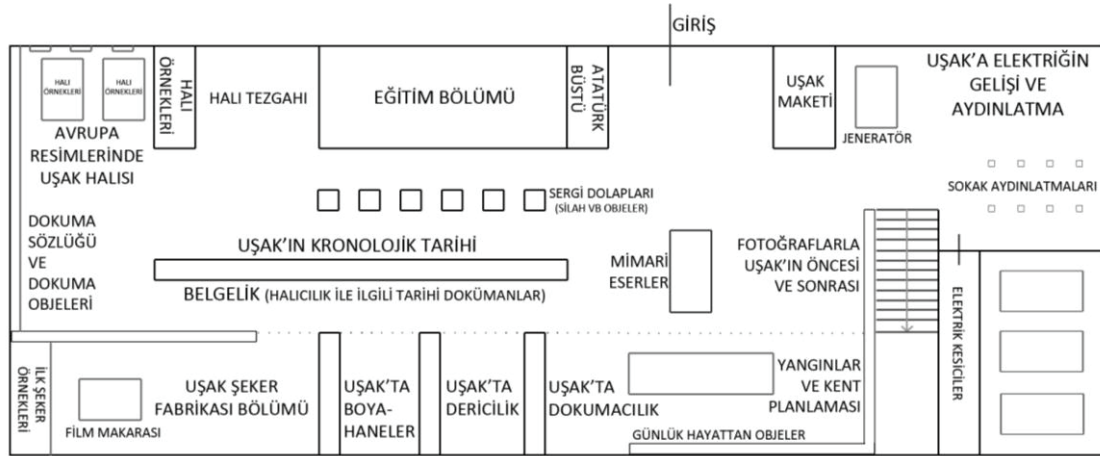 GİRİŞ
HALI
ÖRNEKLERİ
HALI
ÖRNEKLERİ
AVRUPA
RESİMLERİNDE
UŞAK HALISI
HALI
ÖRNEKLERİ
HALI TEZGAHI
EĞİTİM BÖLÜMÜ
ATATÜRK
BÜSTÜ
UŞAK
MAKETİ
JENERATÖR
UŞAK'A ELEKTRİĞİN
GELİŞİ VE
AYDINLATMA
SOKAK AYDINLATMALARI
SERGİ DOLAPLARI
(SİLAH VB OBJELER)
DOKUMA
SÖZLÜĞÜ
VE
DOKUMA
OBJELERİ
UŞAK'IN KRONOLOJİK TARİHİ
BELGELİK (HALICILIK İLE İLGİLİ TARİHİ DOKÜMANLAR)
MİMARİ
ESERLER
FOTOĞRAFLARLA
UŞAK'IN ÖNCESİ
VE SONRASI
ELEKTRİK KESİCİLER
İLK ŞEKER
ÖRNEKLERİ
FİLM MAKARASI
UŞAK ŞEKER
FABRİKASI BÖLÜMÜ
UŞAK'TA
BOYA-
HANELER
UŞAK'TA
DERİCİLİK
UŞAK'TA
DOKUMACILIK
YANGINLAR
VE KENT
PLANLAMASI
GÜNLÜK HAYATTAN OBJELER